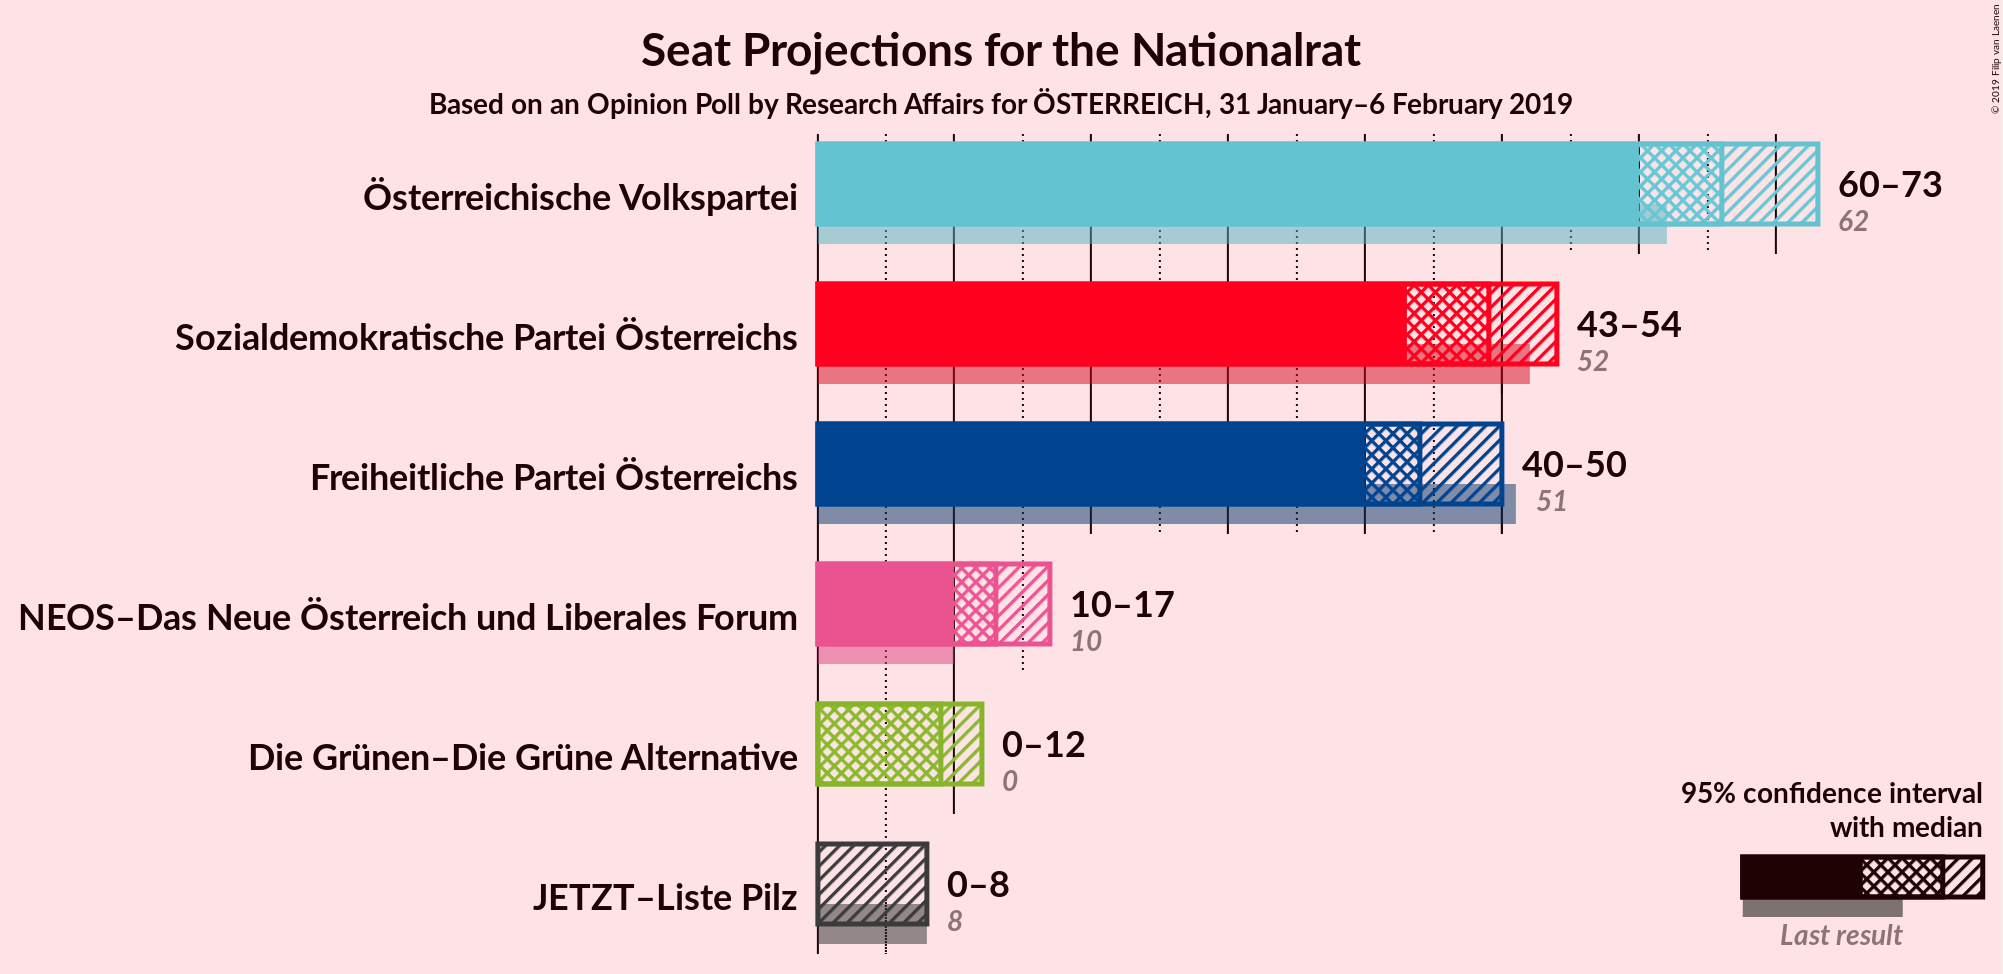 Seat Projections for the Nationalrat
Based on an Opinion Poll by Research Affairs for ÖSTERREICH, 31 January–6 February 2019
© 2019 Filip van Laenen
Österreichische Volkspartei
60–73
62
Sozialdemokratische Partei Österreichs
43–54
52
Freiheitliche Partei Österreichs
40–50
51
NEOS–Das Neue Österreich und Liberales Forum
10–17
10
Die Grünen–Die Grüne Alternative
0–12
0
JETZT–Liste Pilz
0–8
8
95% confidence interval
with median
Last result